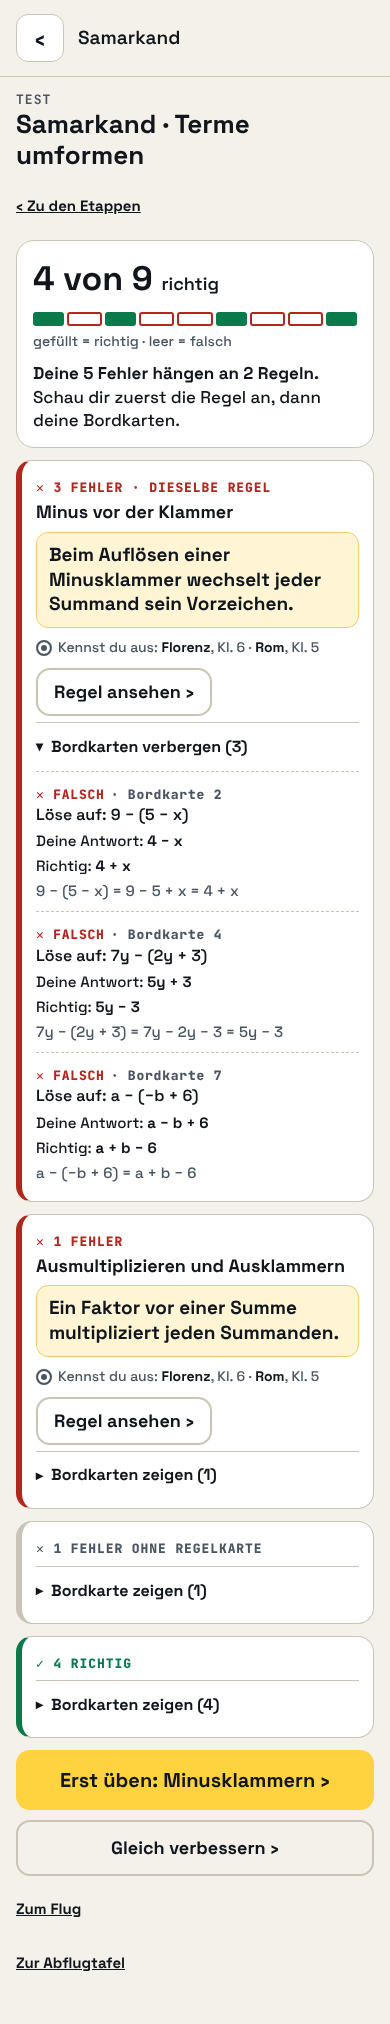 < Samarkand
TEST
Samarkand · Terme
umformen
< Zu den Etappen
4 von 9 richtig
gefüllt = richtig · leer = falsch
Deine 5 Fehler hängen an 2 Regeln.
Schau dir zuerst die Regel an, dann
deine Bordkarten.
× 3 FEHLER · DIESELBE REGEL
Minus vor der Klammer
Beim Auflösen einer
Minusklammer wechselt jeder
Summand sein Vorzeichen.
Kennst du aus: Florenz, Kl. 6 · Rom, Kl. 5
Regel ansehen >
▾ Bordkarten verbergen (3)
× FALSCH · Bordkarte 2
Löse auf: 9 − (5 − x)
Deine Antwort: 4 − x
Richtig: 4 + x
9 − (5 − x) = 9 − 5 + x = 4 + x
× FALSCH · Bordkarte 4
Löse auf: 7y − (2y + 3)
Deine Antwort: 5y + 3
Richtig: 5y − 3
7y − (2y + 3) = 7y − 2y − 3 = 5y − 3
× FALSCH · Bordkarte 7
Löse auf: a − (−b + 6)
Deine Antwort: a − b + 6
Richtig: a + b − 6
a − (−b + 6) = a + b − 6
× 1 FEHLER
Ausmultiplizieren und Ausklammern
Ein Faktor vor einer Summe
multipliziert jeden Summanden.
Kennst du aus: Florenz, Kl. 6 · Rom, Kl. 5
Regel ansehen >
▸ Bordkarten zeigen (1)
× 1 FEHLER OHNE REGELKARTE
▸ Bordkarte zeigen (1)
✓ 4 RICHTIG
▸ Bordkarten zeigen (4)
Erst üben: Minusklammern >
Gleich verbessern >
Zum Flug
Zur Abflugtafel